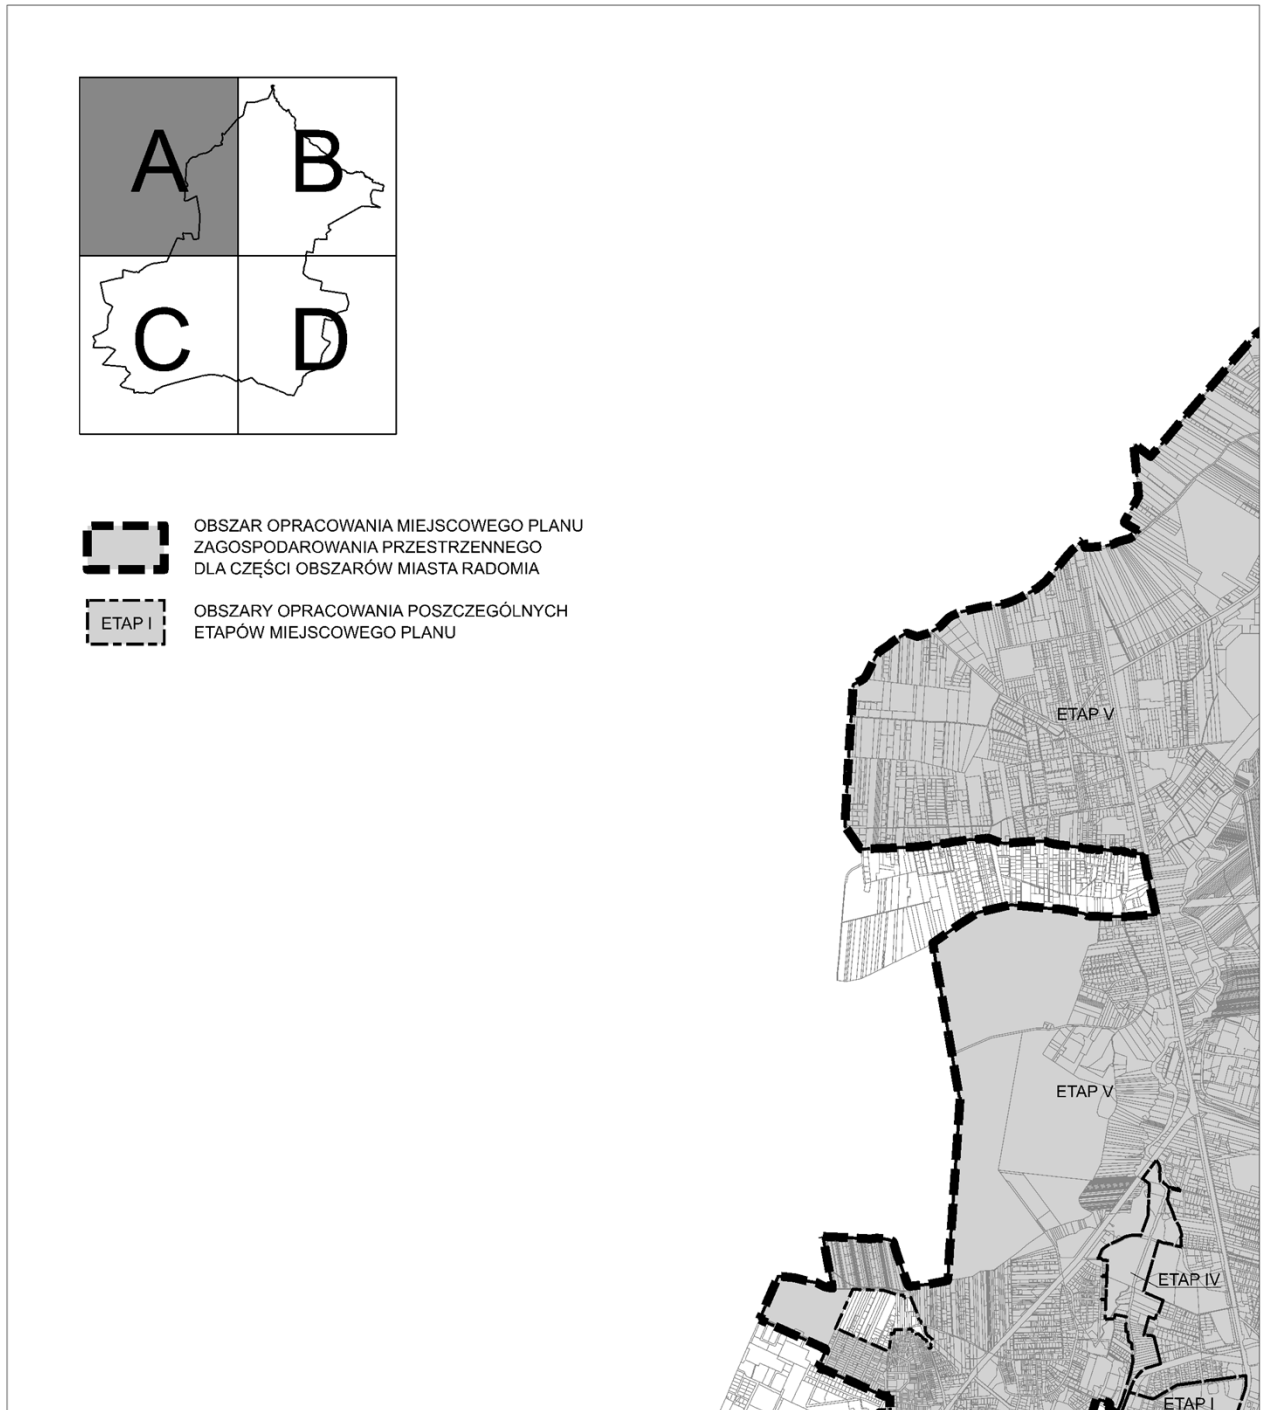 A
B
C
D
OBSZAR OPRACOWANIA MIEJSCOWEGO PLANU
ZAGOSPODAROWANIA PRZESTRZENNEGO
DLA CZĘŚCI OBSZARÓW MIASTA RADOMIA
ETAP I
OBSZARY OPRACOWANIA POSZCZEGÓLNYCH
ETAPÓW MIEJSCOWEGO PLANU
ETAP V
ETAP V
ETAP IV
ETAP I